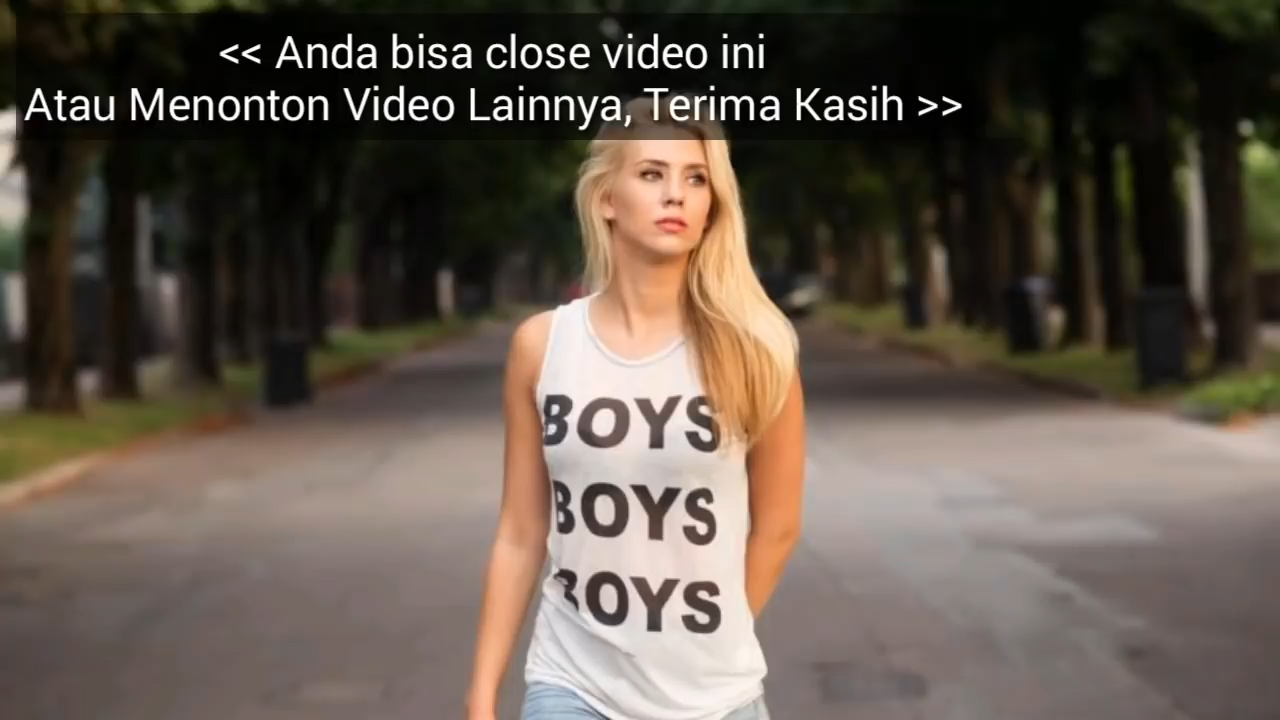 << Anda bisa close video ini
Atau Menonton Video Lainnya, Terima Kasih >>
BOYS
BOYS
BOYS